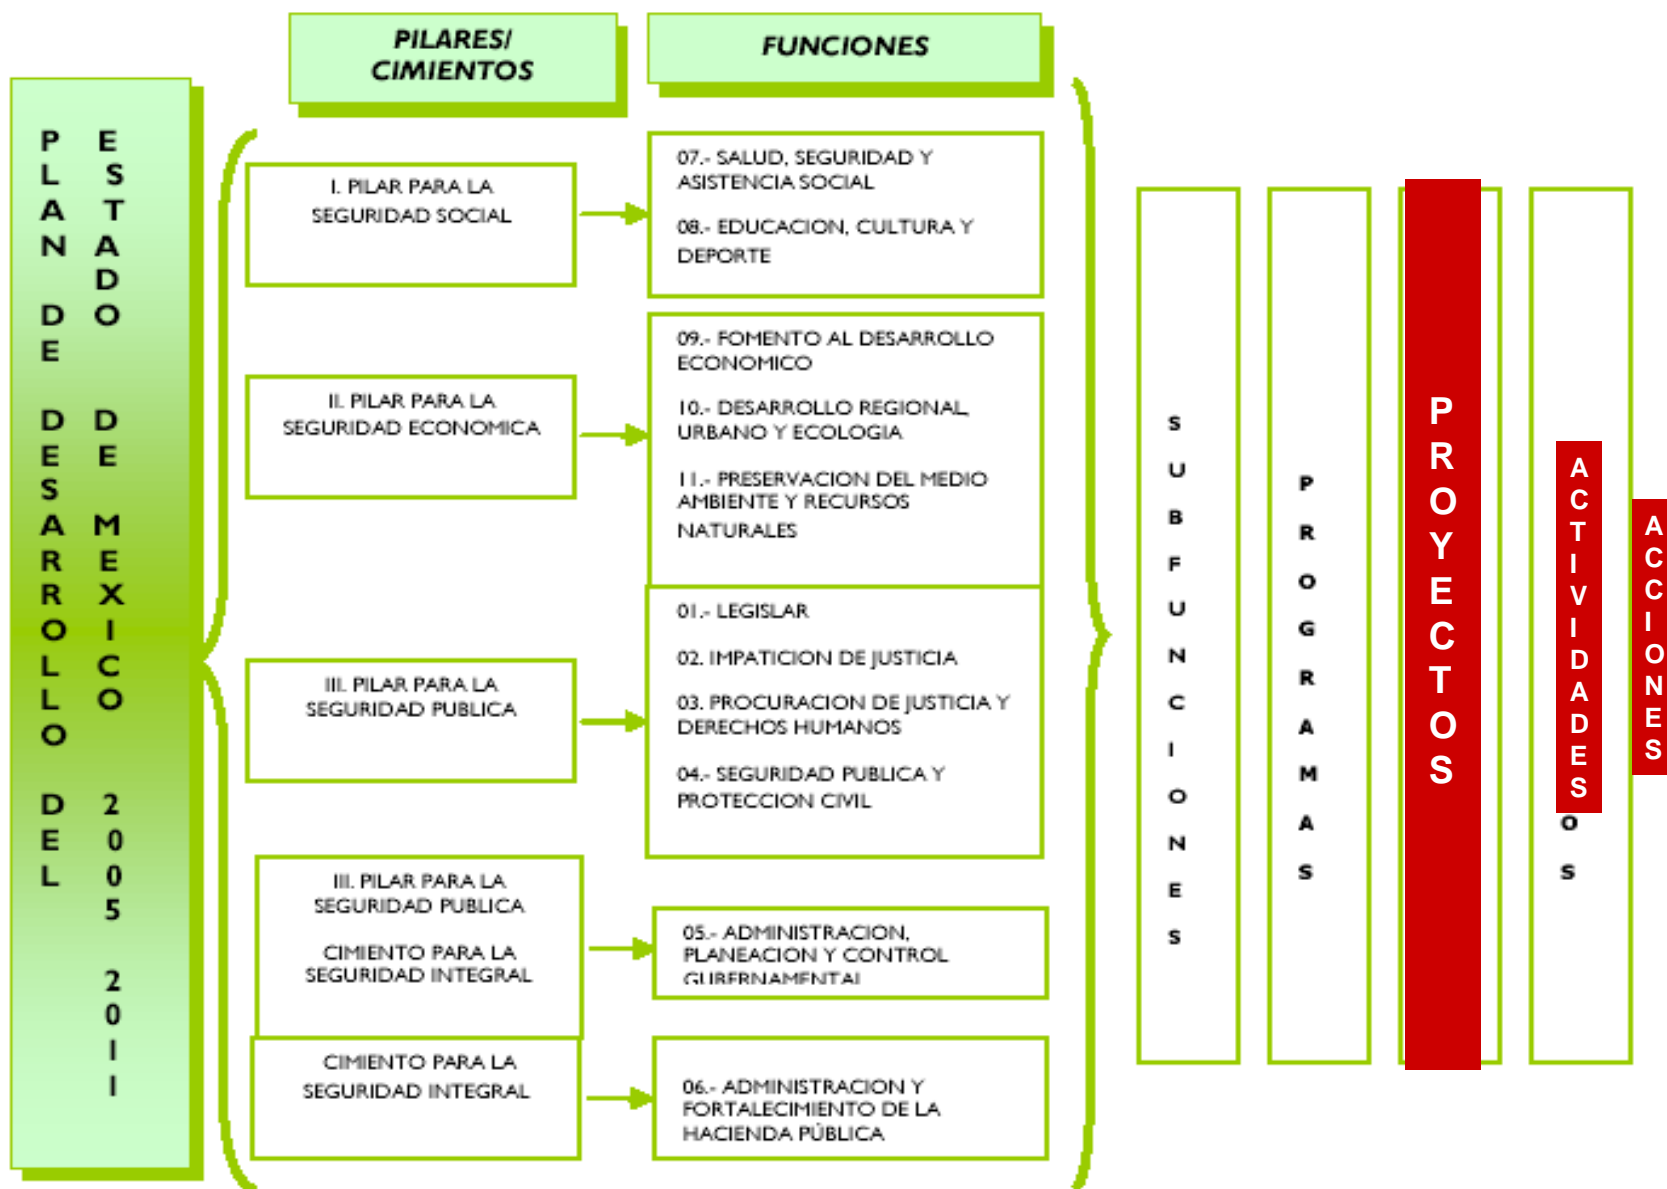 PLAN DE DESARROLLO DEL
ESTADO DE MEXICO 2005 2011
PILARES/
CIMIENTOS
FUNCIONES
I. PILAR PARA LA
SEGURIDAD SOCIAL
07.- SALUD, SEGURIDAD Y
ASISTENCIA SOCIAL
08.- EDUCACION, CULTURA Y
DEPORTE
II. PILAR PARA LA
SEGURIDAD ECONOMICA
09.- FOMENTO AL DESARROLLO
ECONOMICO
10.- DESARROLLO REGIONAL,
URBANO Y ECOLOGIA
11.- PRESERVACION DEL MEDIO
AMBIENTE Y RECURSOS
NATURALES
III. PILAR PARA LA
SEGURIDAD PUBLICA
01.- LEGISLAR
02. IMPATICION DE JUSTICIA
03. PROCURACION DE JUSTICIA Y
DERECHOS HUMANOS
04.- SEGURIDAD PUBLICA Y
PROTECCION CIVIL
III. PILAR PARA LA
SEGURIDAD PUBLICA
CIMIENTO PARA LA
SEGURIDAD INTEGRAL
05.- ADMINISTRACION,
PLANEACION Y CONTROL
GUBERNAMENTAL
CIMIENTO PARA LA
SEGURIDAD INTEGRAL
06.- ADMINISTRACION Y
FORTALECIMIENTO DE LA
HACIENDA PÚBLICA
SUBFUNCIONES
PROGRAMAS
PROYECTOS
ACTIVIDADES
OS
ACCIONES